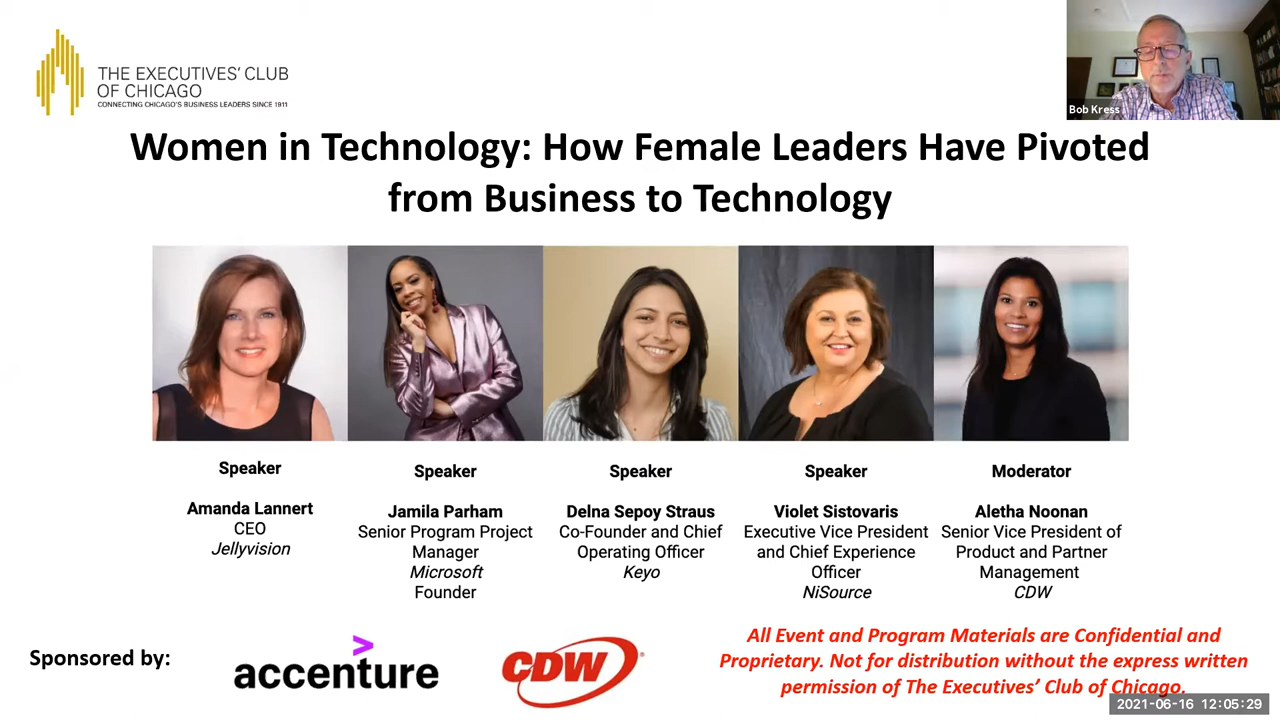 THE EXECUTIVES' CLUB
OF CHICAGO
CONNECTING CHICAGO'S BUSINESS LEADERS SINCE 1911
Bob Kress
Women in Technology: How Female Leaders Have Pivoted
from Business to Technology
Speaker
Amanda Lannert
CEO
Jellyvision
Speaker
Jamila Parham
Senior Program Project
Manager
Microsoft
Founder
Speaker
Delna Sepoy Straus
Co-Founder and Chief
Operating Officer
Keyo
Speaker
Violet Sistovaris
Executive Vice President
and Chief Experience
Officer
NiSource
Moderator
Aletha Noonan
Senior Vice President of
Product and Partner
Management
CDW
Sponsored by:
accenture
CDW®
All Event and Program Materials are Confidential and
Proprietary. Not for distribution without the express written
permission of The Executives' Club of Chicago.
2021-06-16 12:05:29